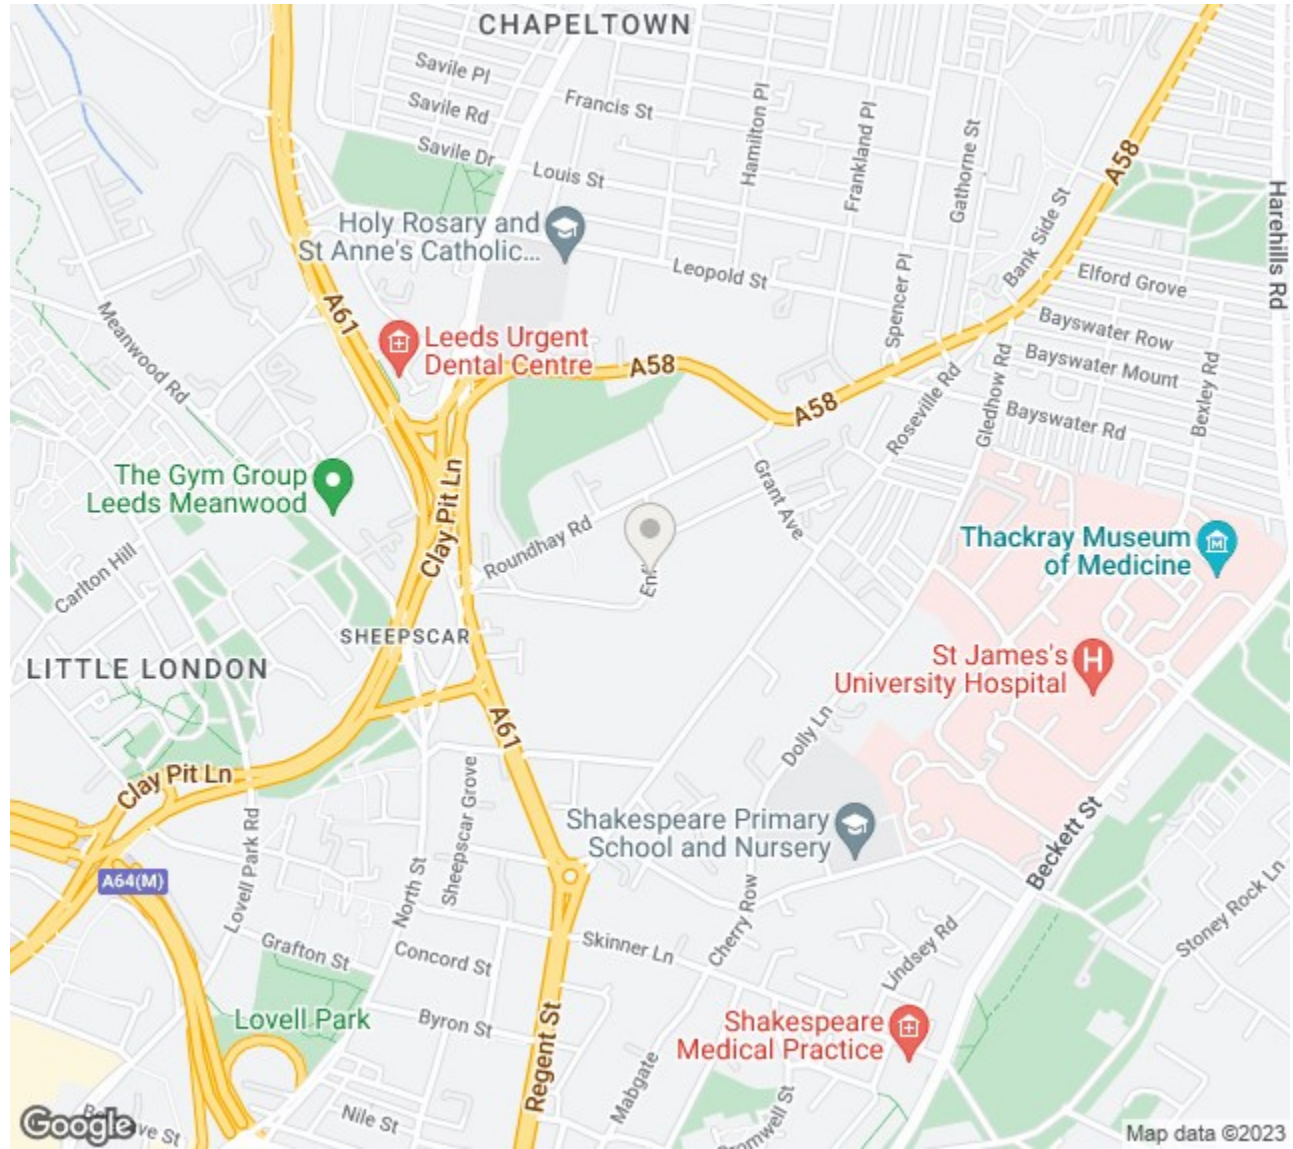 CHAPELTOWN
Savile Pl
Savile Rd
Francis St
Hamilton Pl
Frankland Pl
Gathorne St
A58
Savile Dr
Louis St
Bank Side St
Harehills Rd
Holy Rosary and
St Anne's Catholic...
Leopold St
Spencer Pl
Elford Grove
A61
Meanwood Rd
Leeds Urgent
Dental Centre
A58
A58
Bayswater Row
Bayswater Mount
Bayswater Rd
Bexley Rd
Gledhow Rd
Roseville Rd
The Gym Group
Leeds Meanwood
Clay Pit Ln
Roundhay Rd
Grant Ave
Thackray Museum
of Medicine
Carlton Hill
SHEEPSCAR
LITTLE LONDON
St James's
University Hospital
H
A61
Dolly Ln
Clay Pit Ln
Sheepscar Grove
Shakespeare Primary
School and Nursery
Beckett St
A64(M)
Lovell Park Rd
North St
Cherry Row
Stoney Rock Ln
Grafton St
Concord St
Skinner Ln
Lindsey Rd
Lovell Park
Byron St
Regent St
Shakespeare
Medical Practice
Mabgate
Nile St
Google
Map data ©2023